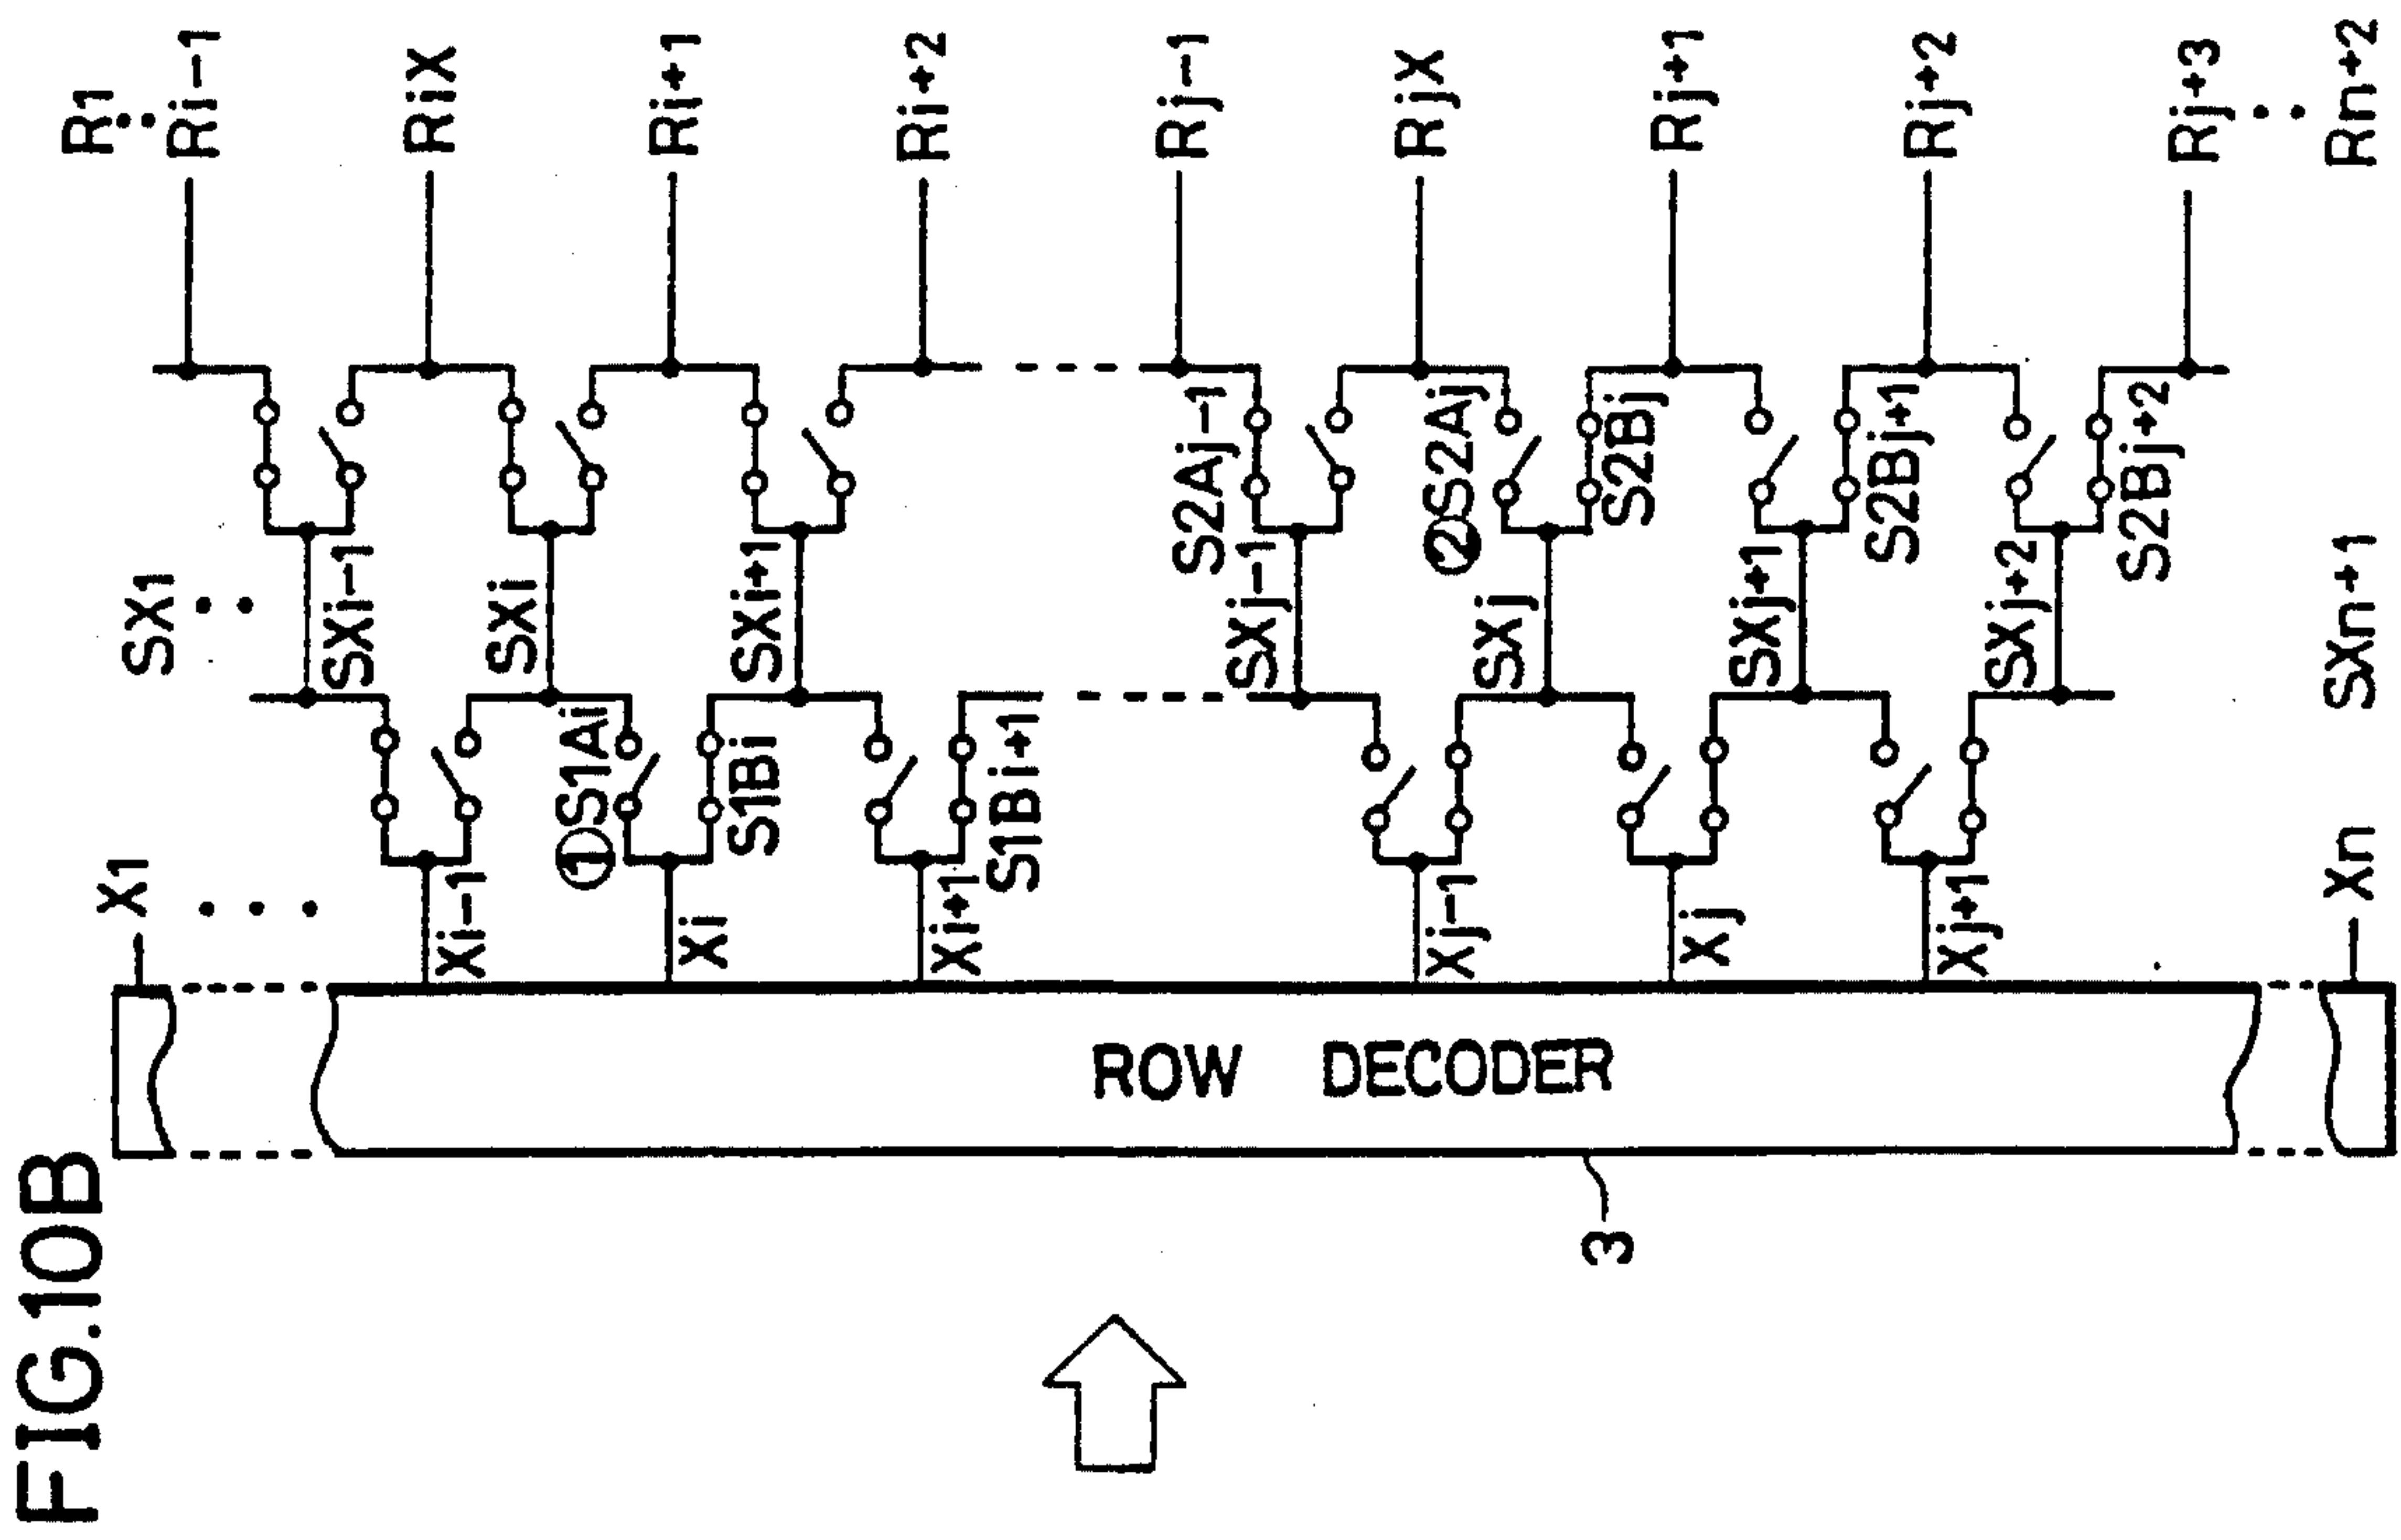 FIG.10B
R1
Ri-1
RiX
Ri+1
Ri+2
Rj-1
RjX
Rj+1
Rj+2
Rj+3
Rn+2
S2Aj-1
②S2Aj
S2Bj
S2Bj+1
S2Bj+2
SX1
SXi-1
SXi
SXi+1
SXj-1
SXj
SXj+1
SXj+2
SXn+1
①S1Ai
S1Bi
S1Bi+1
X1
Xi-1
Xi
Xi+1
Xj-1
Xj
Xj+1
Xn
ROW DECODER
3